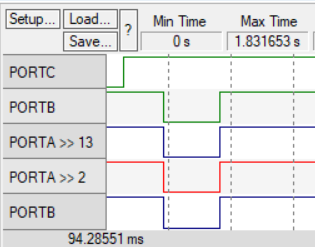 Setup... Load... Min Time Max Time
Save... ? 0 s 1.831653 s
PORTC
PORTB
PORTA >> 13
PORTA >> 2
PORTB
94.28551 ms